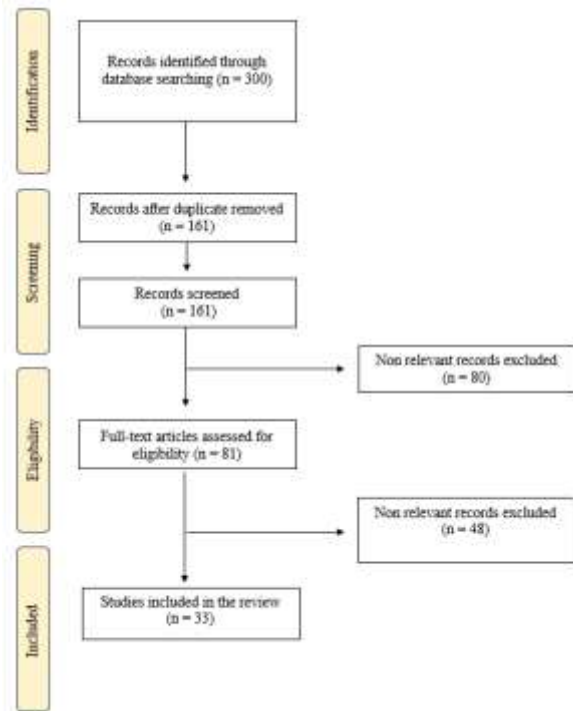 Identification
Records identified through
database searching (n = 300)
Screening
Records after duplicate removed
(n = 161)
Records screened
(n = 161)
Non relevant records excluded
(n = 80)
Eligibility
Full-text articles assessed for
eligibility (n = 81)
Non relevant records excluded
(n = 48)
Included
Studies included in the review
(n = 33)